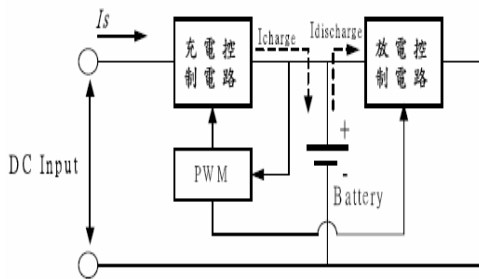 Is
充電控
制電路
Icharge
Idischarge
放電控
制電路
DC Input
PWM
+
-
Battery